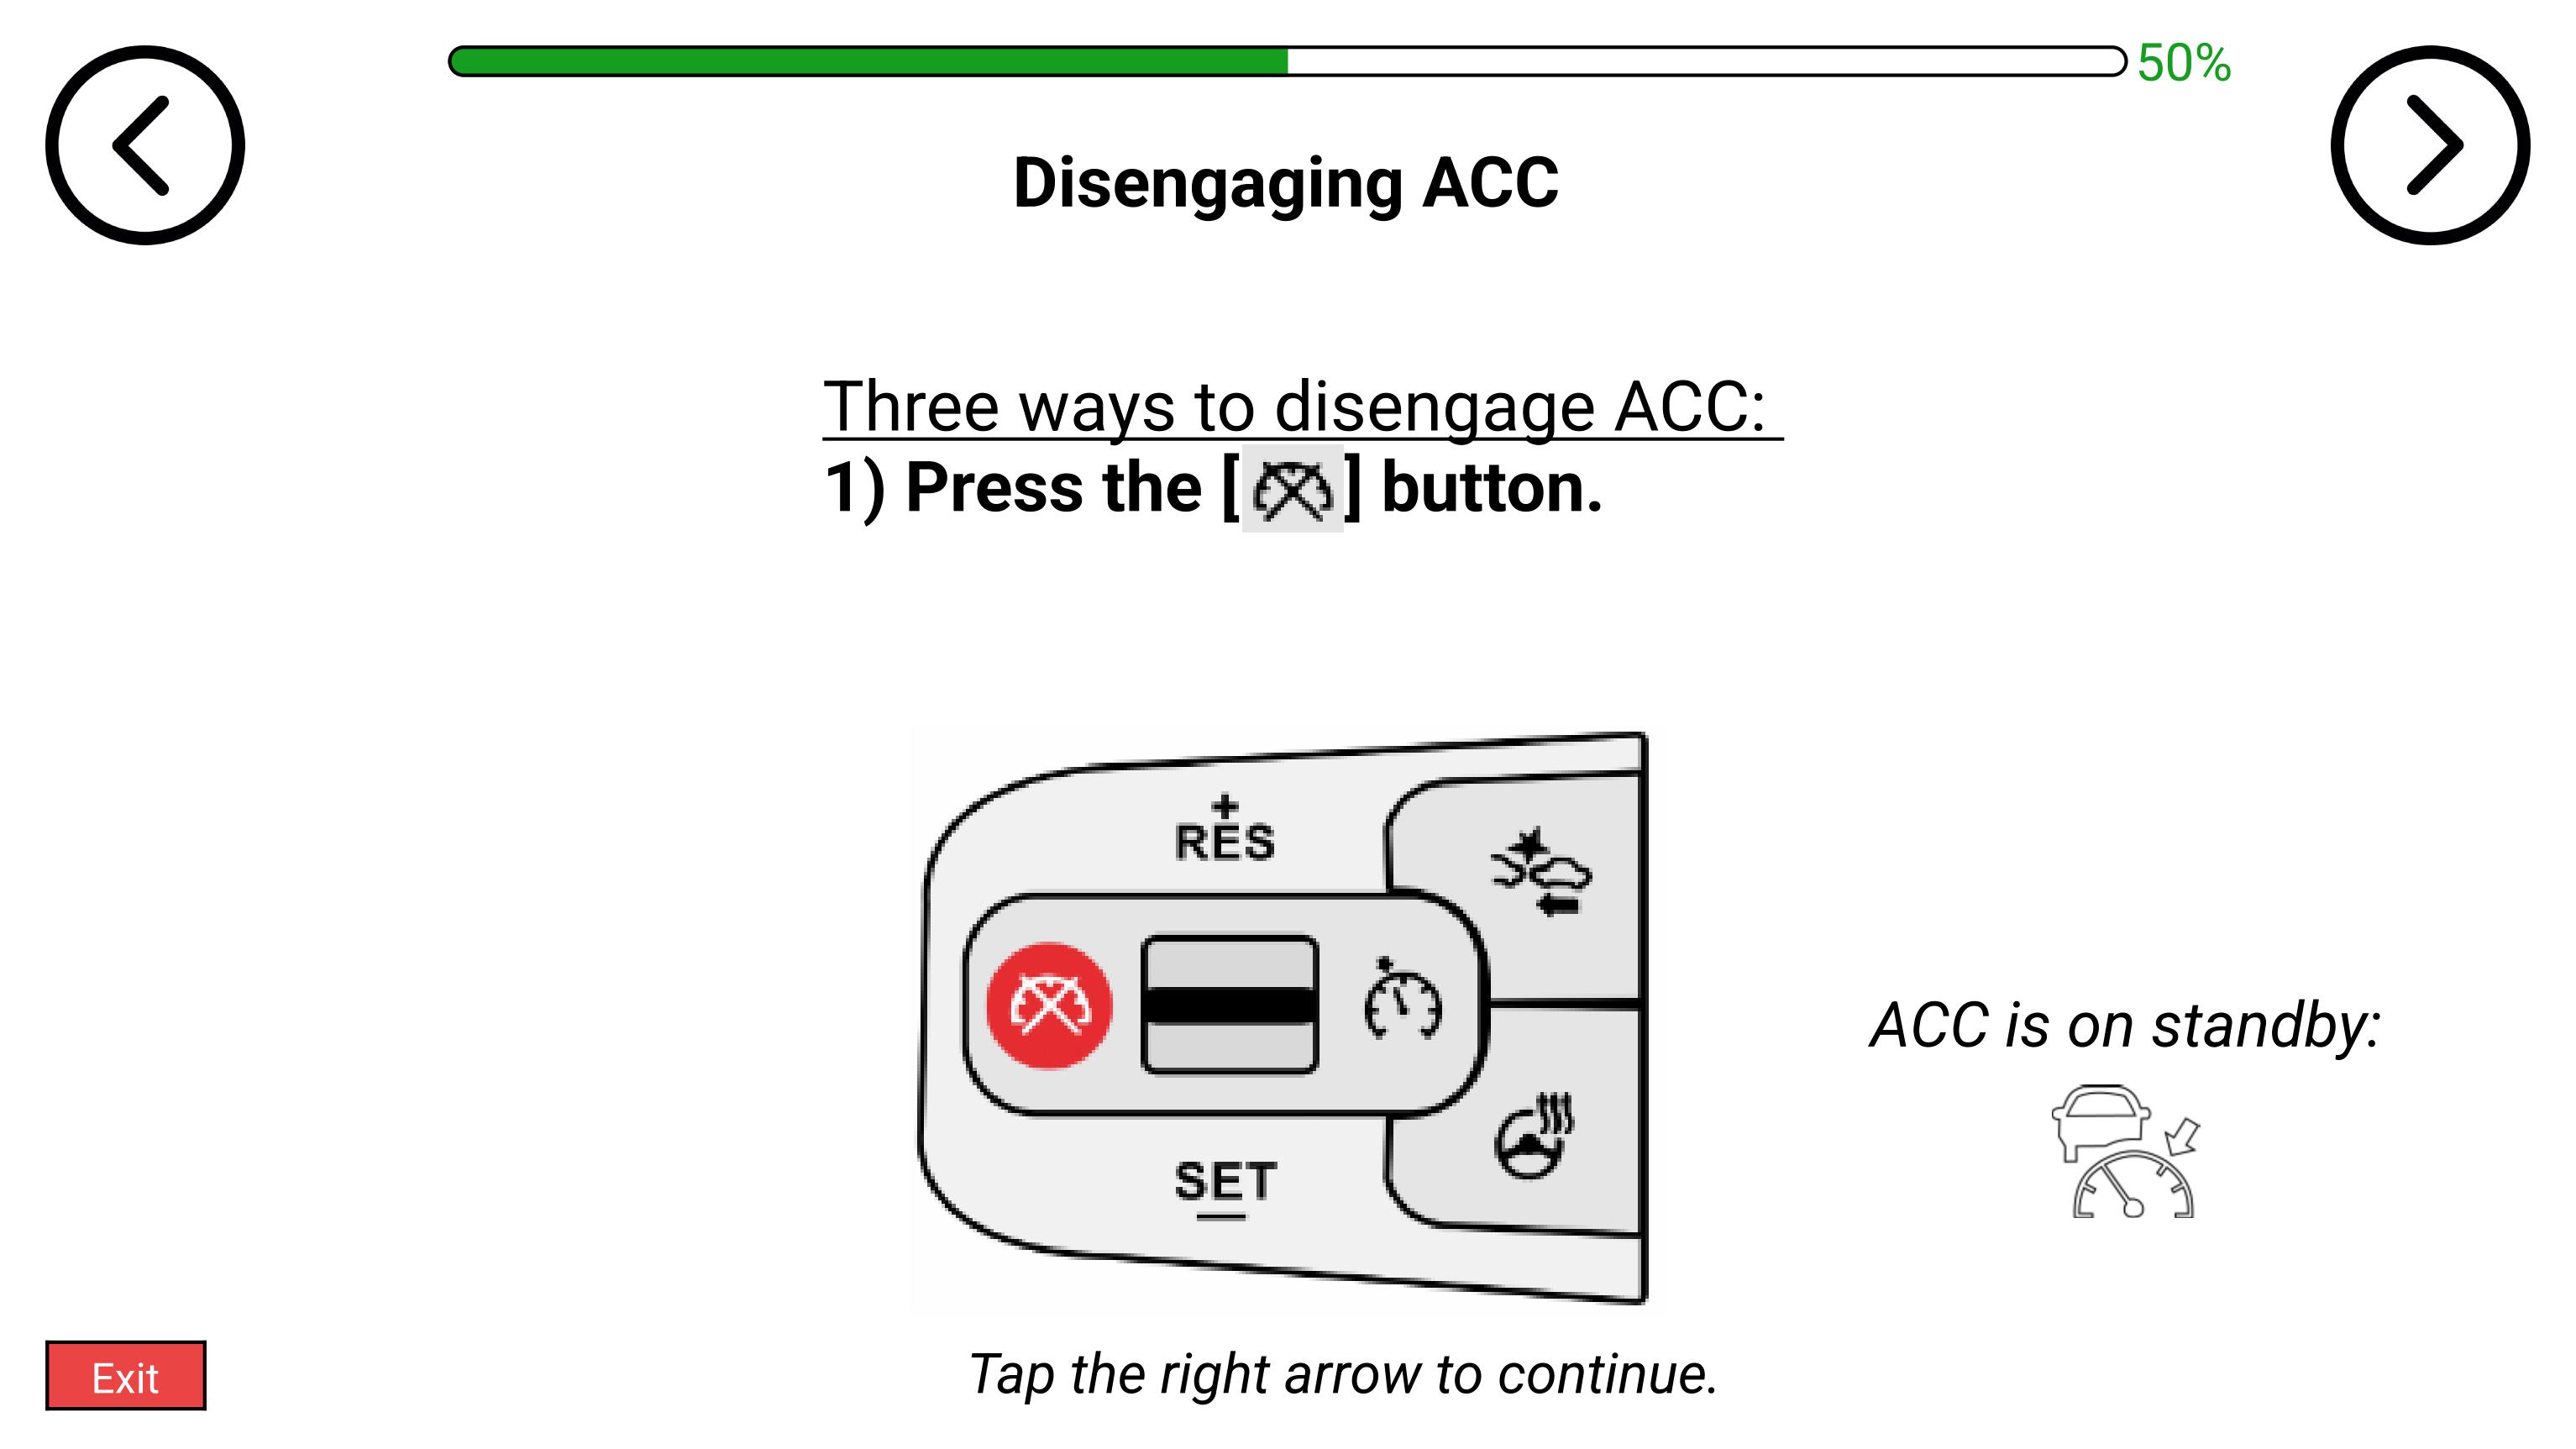 50%
Disengaging ACC
Three ways to disengage ACC:
1) Press the [ ] button.
+
RES
SET
ACC is on standby:
Exit
Tap the right arrow to continue.